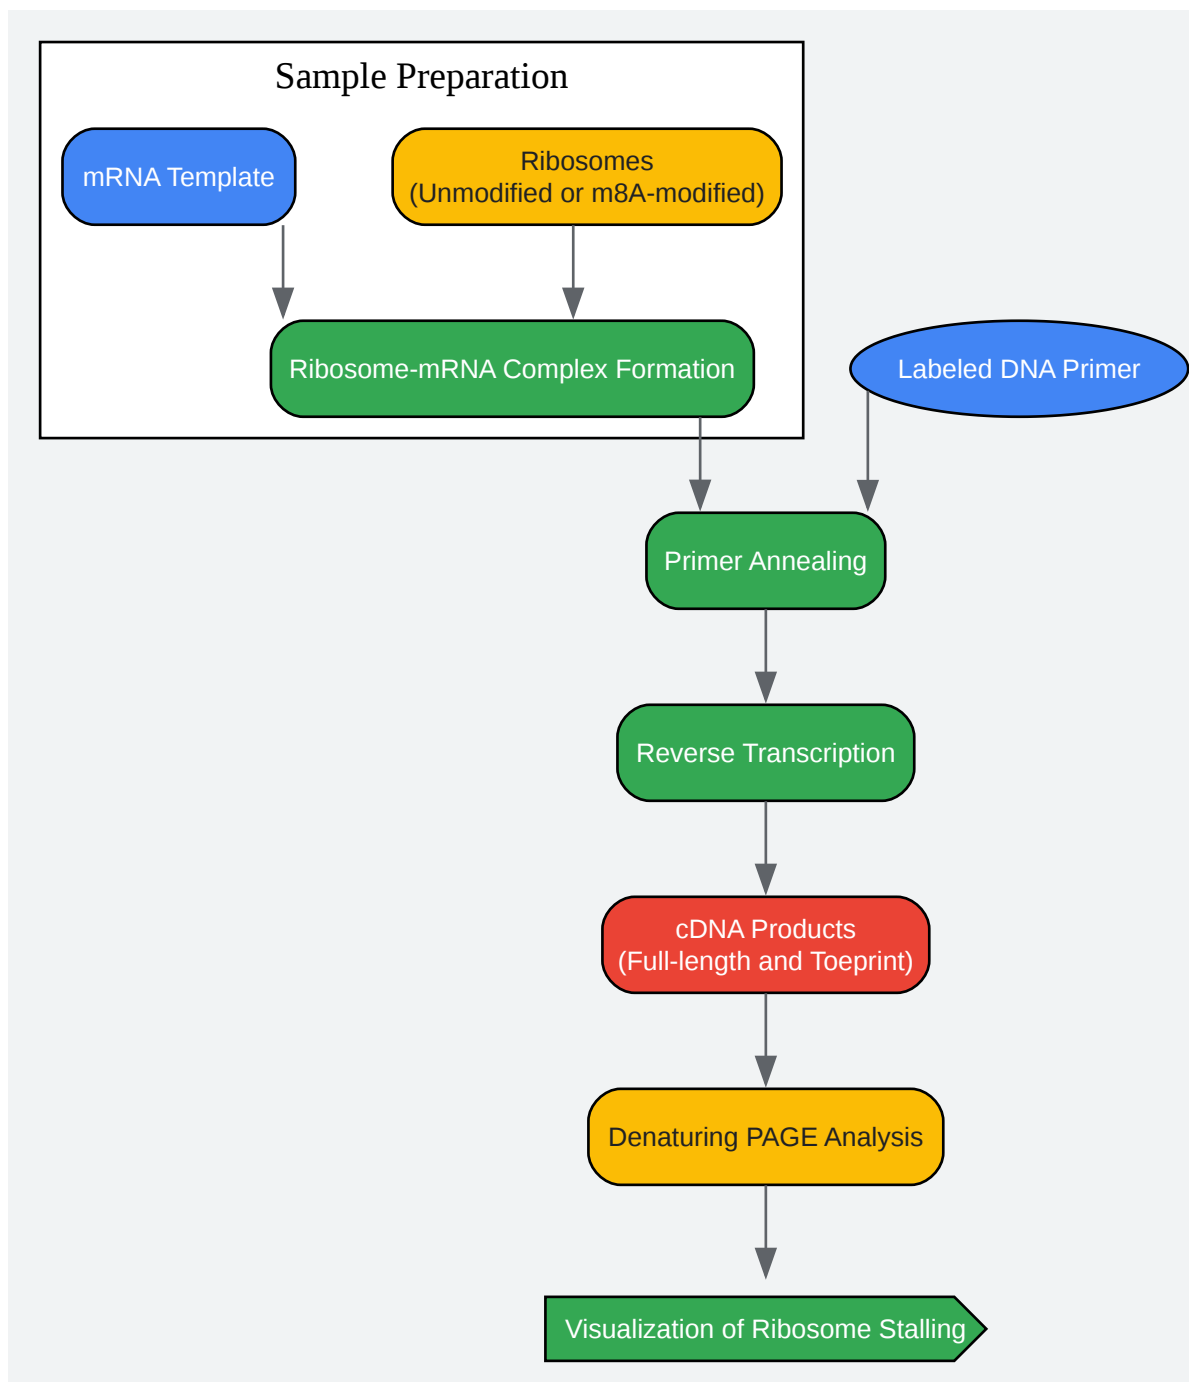 Sample Preparation
mRNA Template
Ribosomes
(Unmodified or m8A-modified)
Ribosome-mRNA Complex Formation
Labeled DNA Primer
Primer Annealing
Reverse Transcription
cDNA Products
(Full-length and Toeprint)
Denaturing PAGE Analysis
Visualization of Ribosome Stalling